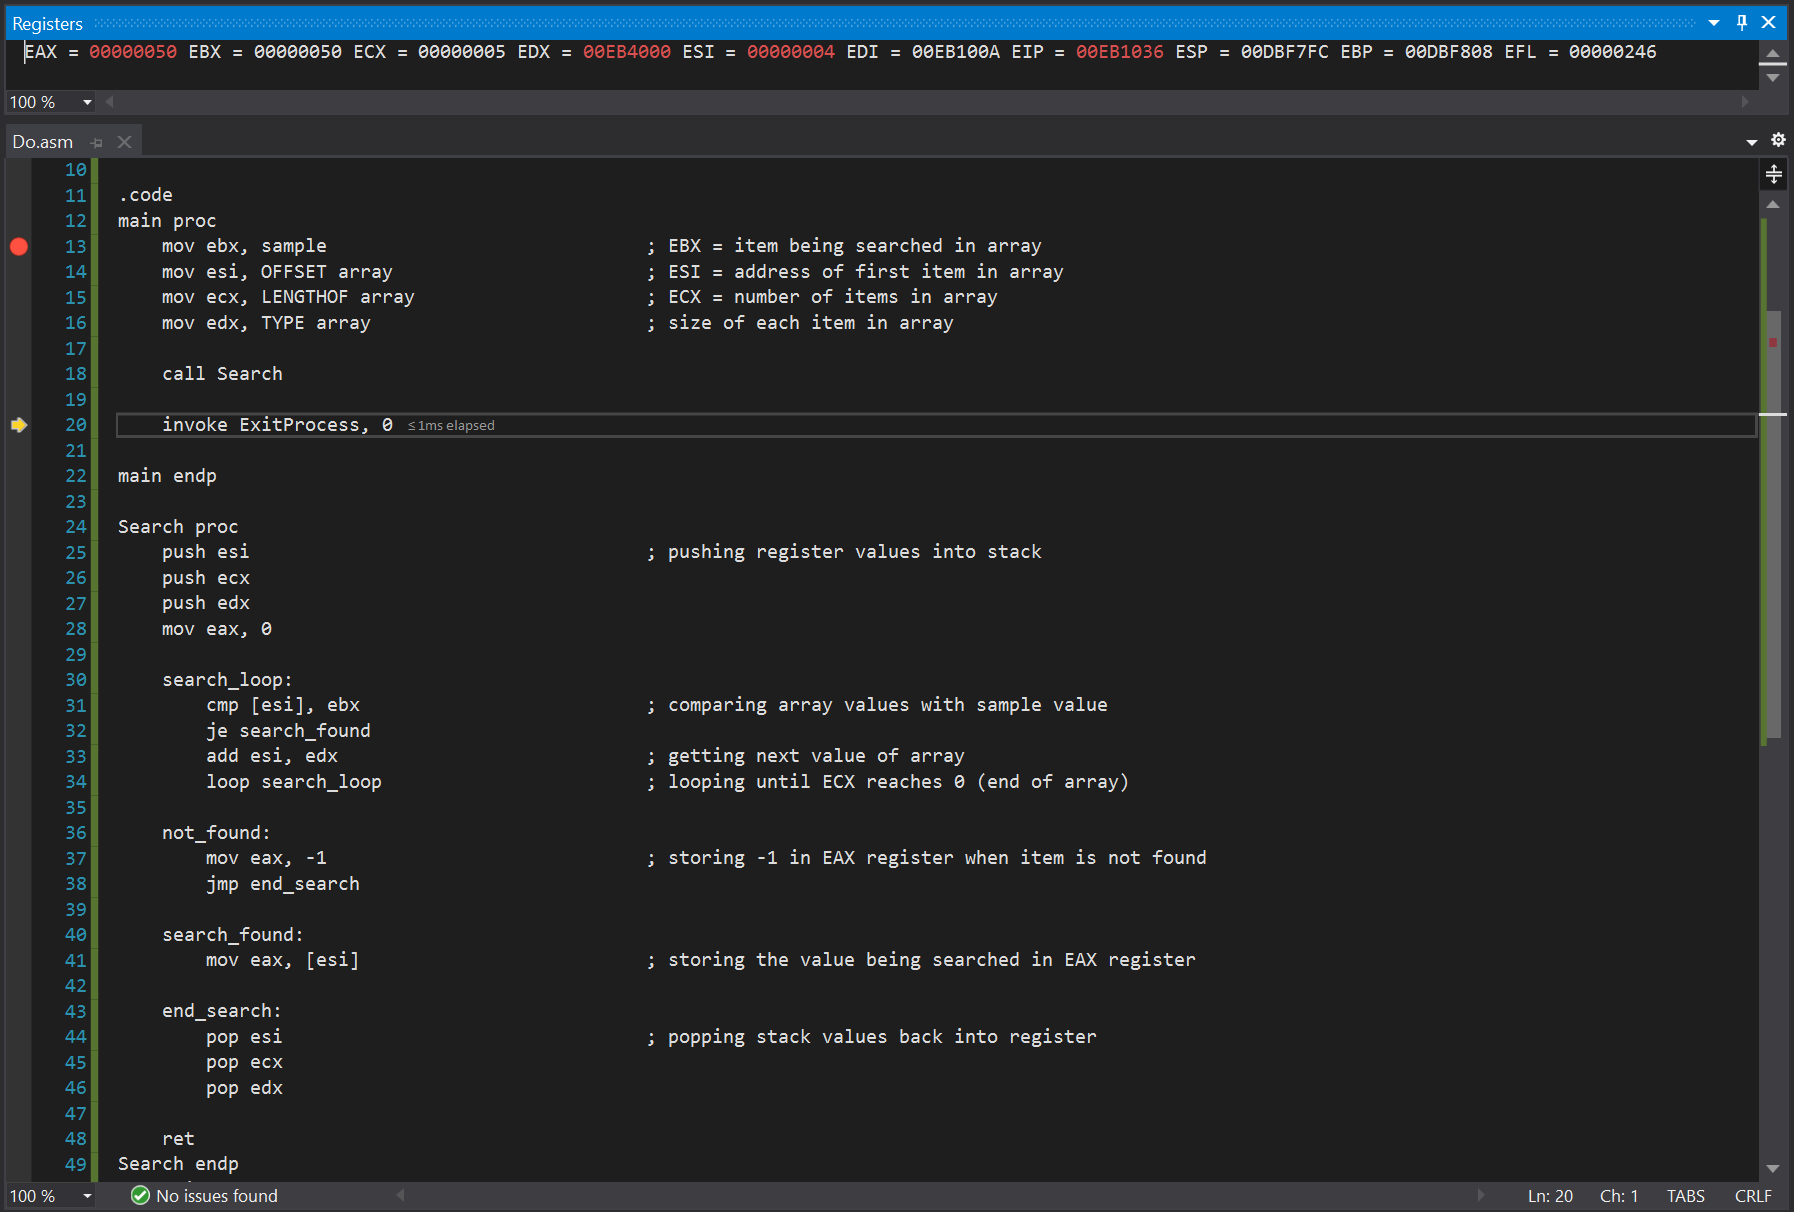 Registers
EAX = 00000050 EBX = 00000050 ECX = 00000005 EDX = 00EB4000 ESI = 00000004 EDI = 00EB100A EIP = 00EB1036 ESP = 00DBF7FC EBP = 00DBF808 EFL = 00000246
100 %
Do.asm
10
11 .code
12 main proc
13 mov ebx, sample ; EBX = item being searched in array
14 mov esi, OFFSET array ; ESI = address of first item in array
15 mov ecx, LENGTHOF array ; ECX = number of items in array
16 mov edx, TYPE array ; size of each item in array
17
18 call Search
19
20 invoke ExitProcess, 0 ≤1ms elapsed
21
22 main endp
23
24 Search proc
25 push esi ; pushing register values into stack
26 push ecx
27 push edx
28 mov eax, 0
29
30 search_loop:
31 cmp [esi], ebx ; comparing array values with sample value
32 je search_found
33 add esi, edx ; getting next value of array
34 loop search_loop ; looping until ECX reaches 0 (end of array)
35
36 not_found:
37 mov eax, -1 ; storing -1 in EAX register when item is not found
38 jmp end_search
39
40 search_found:
41 mov eax, [esi] ; storing the value being searched in EAX register
42
43 end_search:
44 pop esi ; popping stack values back into register
45 pop ecx
46 pop edx
47
48 ret
49 Search endp
100 % No issues found Ln: 20 Ch: 1 TABS CRLF